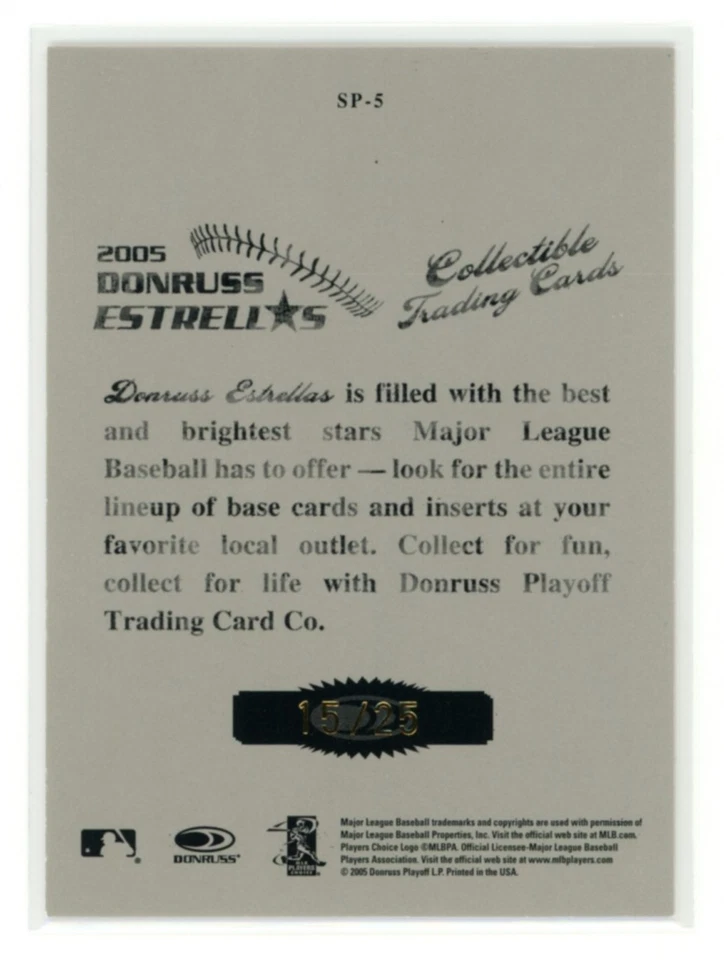 SP-5
2005
DONRUSS
ESTRELL★S
Collectible
Trading Cards
Donruss Estrellas is filled with the best
and brightest stars Major League
Baseball has to offer — look for the entire
lineup of base cards and inserts at your
favorite local outlet. Collect for fun,
collect for life with Donruss Playoff
Trading Card Co.
15/25
DONRUSS®
MLB
PLAYERS
CHOICE
Major League Baseball trademarks and copyrights are used with permission of
Major League Baseball Properties, Inc. Visit the official web site at MLB.com.
Players Choice Logo ©MLBPA. Official Licensee-Major League Baseball
Players Association. Visit the official web site at www.mlbplayers.com
© 2005 Donruss Playoff L.P. Printed in the USA.